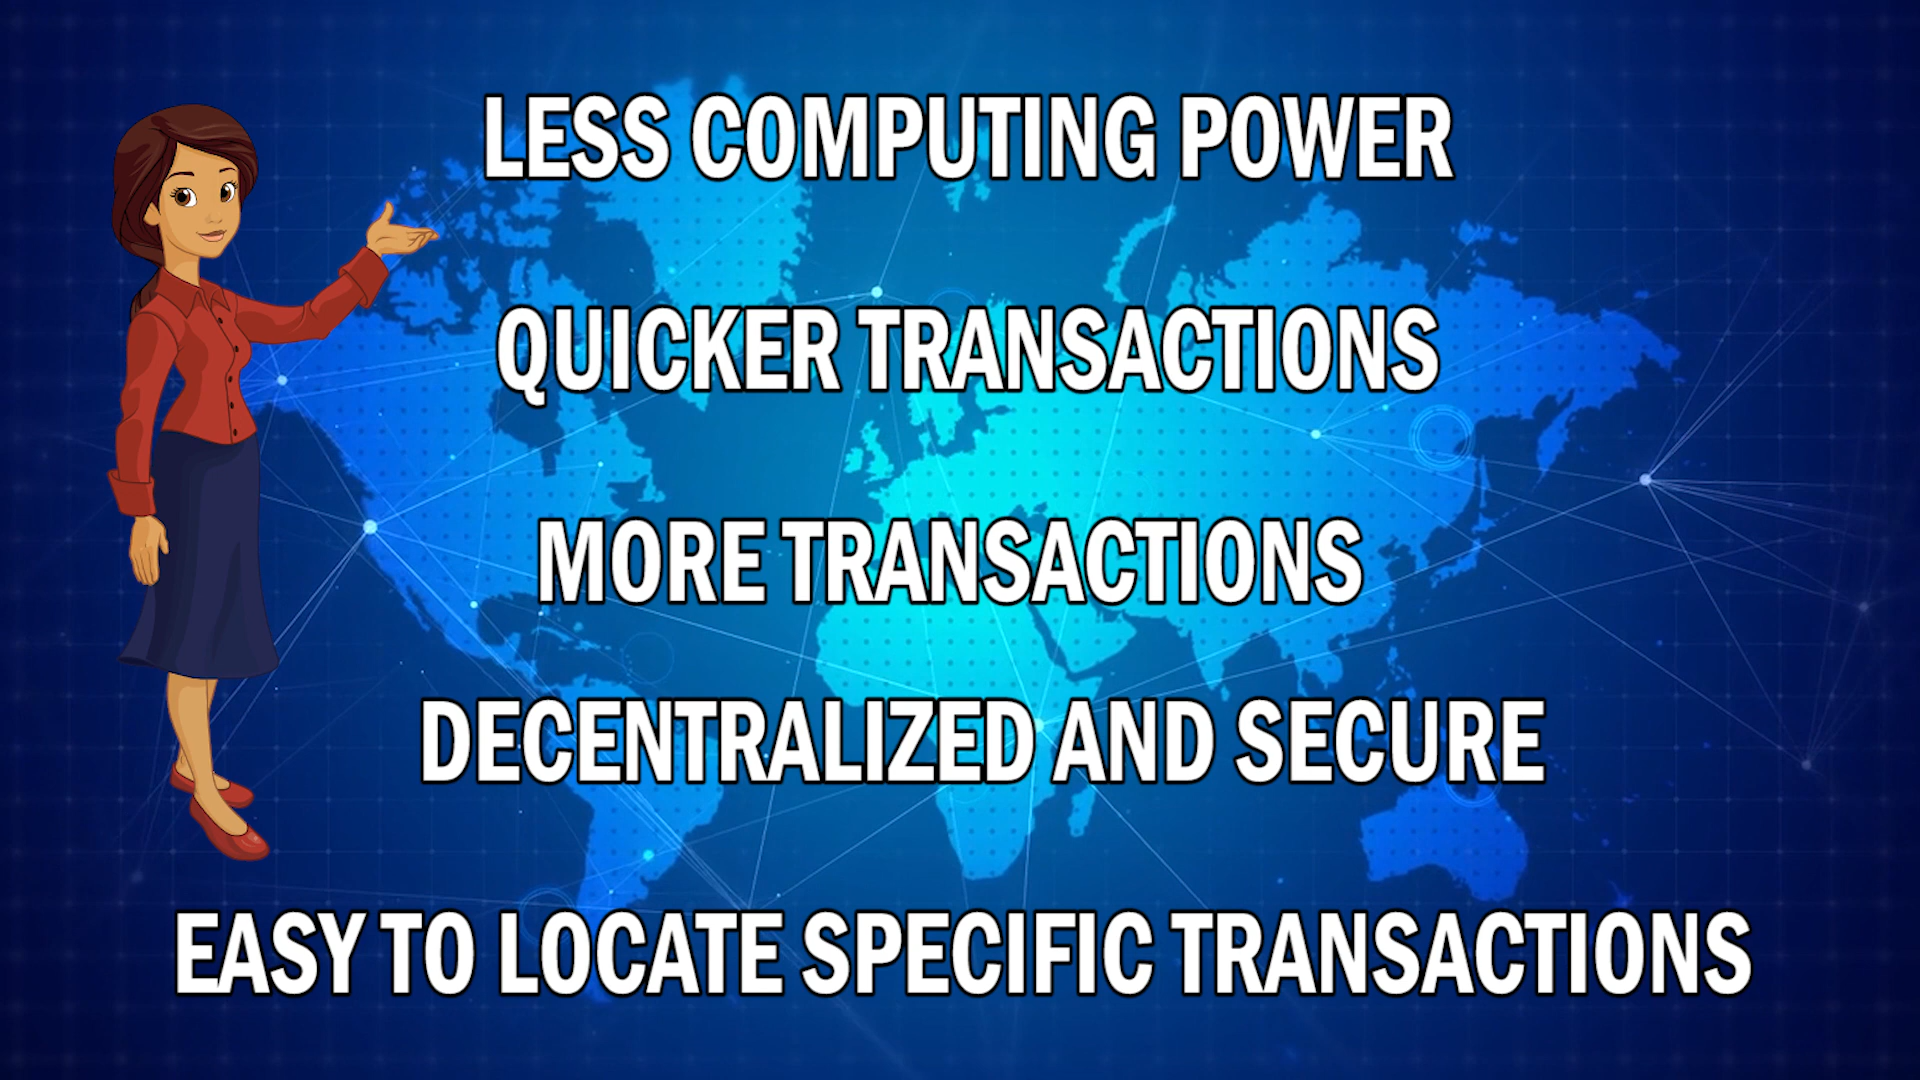 LESS COMPUTING POWER
QUICKER TRANSACTIONS
MORE TRANSACTIONS
DECENTRALIZED AND SECURE
EASY TO LOCATE SPECIFIC TRANSACTIONS